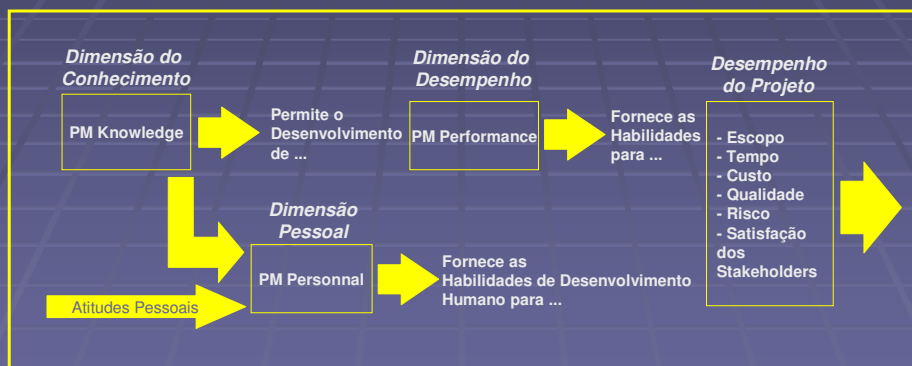 Dimensão do
Conhecimento
PM Knowledge
Permite o
Desenvolvimento
de ...
Dimensão do
Desempenho
PM Performance
Fornece as
Habilidades
para ...
Desempenho
do Projeto
- Escopo
- Tempo
- Custo
- Qualidade
- Risco
- Satisfação
dos
Stakeholders
Dimensão
Pessoal
PM Personnal
Fornece as
Habilidades de Desenvolvimento
Humano para ...
Atitudes Pessoais